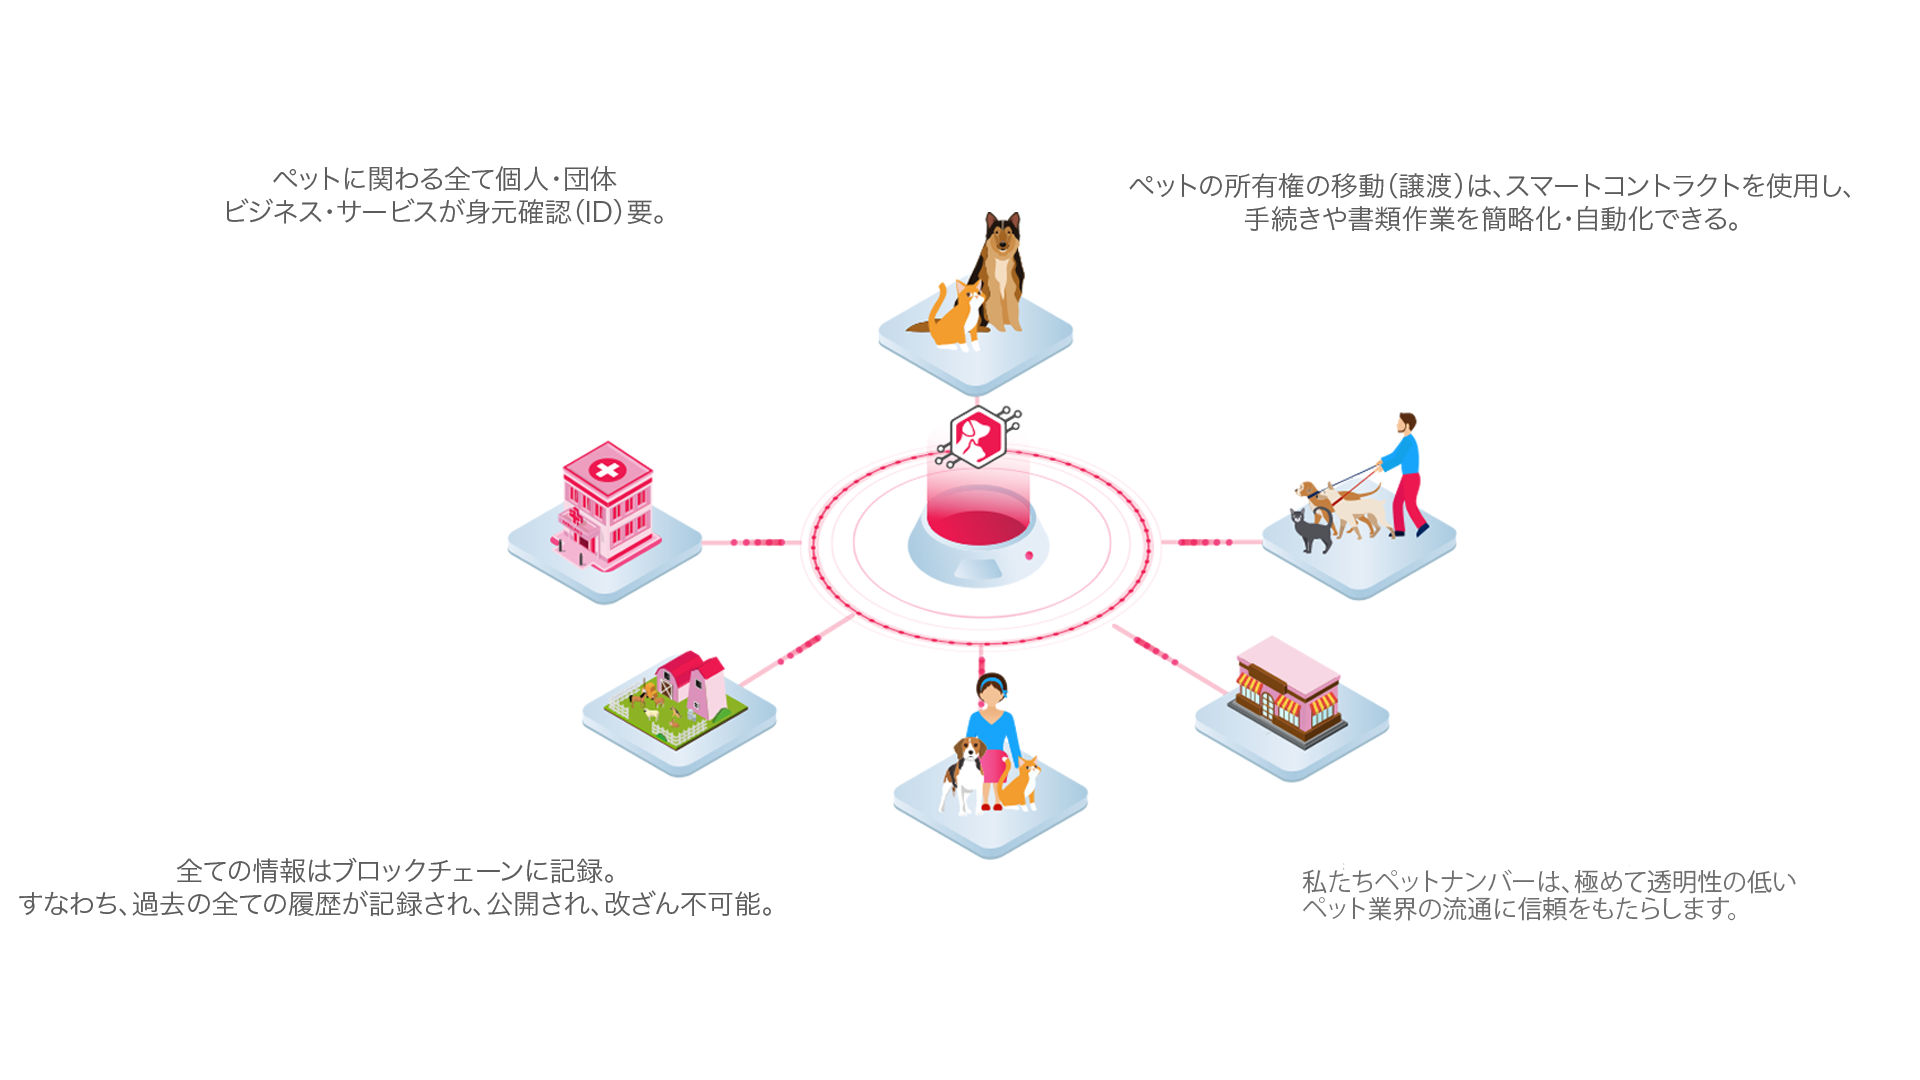 ペットに関わる全て個人・団体
ビジネス・サービスが身元確認(ID)要。
ペットの所有権の移動(譲渡)は、スマートコントラクトを使用し、
手続きや書類作業を簡略化・自動化できる。
全ての情報はブロックチェーンに記録。
すなわち、過去の全ての履歴が記録され、公開され、改ざん不可能。
私たちペットナンバーは、極めて透明性の低い
ペット業界の流通に信頼をもたらします。